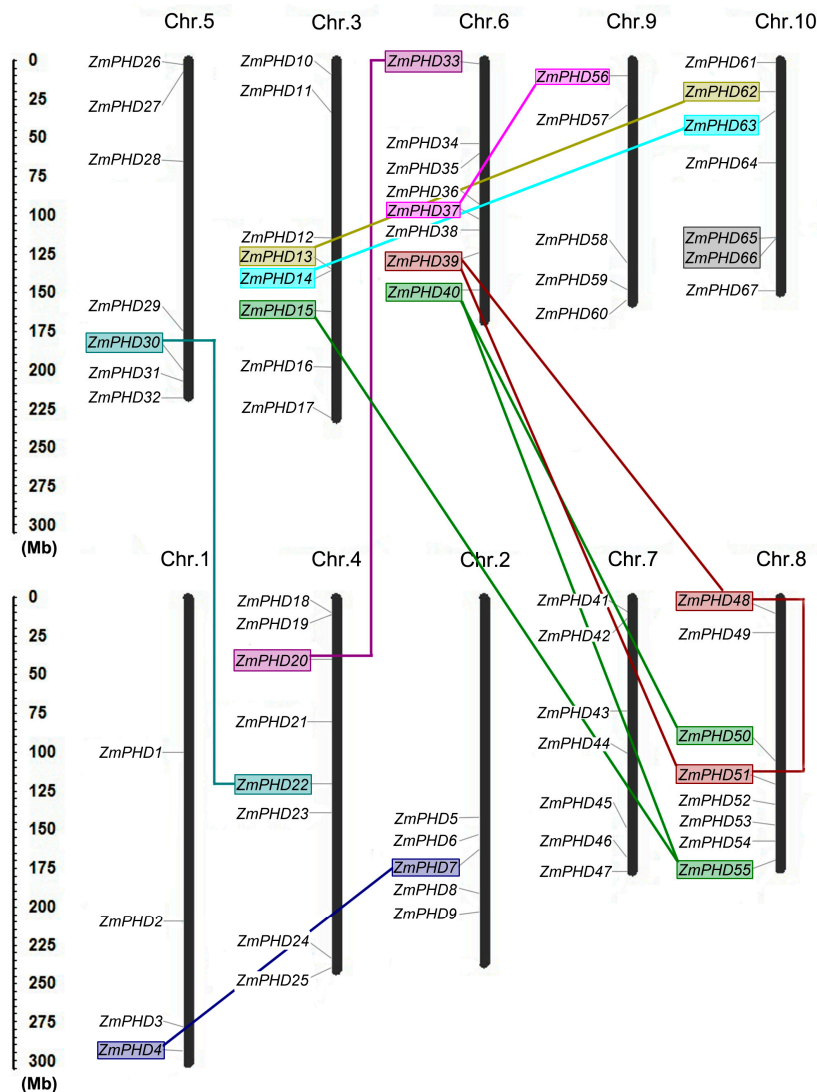 Chr.5 Chr.3 Chr.6 Chr.9 Chr.10
0
25
50
75
100
125
150
175
200
225
250
275
300
(Mb)
ZmPHD26
ZmPHD27
ZmPHD28
ZmPHD29
ZmPHD30
ZmPHD31
ZmPHD32
ZmPHD10
ZmPHD11
ZmPHD12
ZmPHD13
ZmPHD14
ZmPHD15
ZmPHD16
ZmPHD17
ZmPHD33
ZmPHD34
ZmPHD35
ZmPHD36
ZmPHD37
ZmPHD38
ZmPHD39
ZmPHD40
ZmPHD56
ZmPHD57
ZmPHD58
ZmPHD59
ZmPHD60
ZmPHD61
ZmPHD62
ZmPHD63
ZmPHD64
ZmPHD65
ZmPHD66
ZmPHD67
Chr.1 Chr.4 Chr.2 Chr.7 Chr.8
0
25
50
75
100
125
150
175
200
225
250
275
300
(Mb)
ZmPHD1
ZmPHD2
ZmPHD3
ZmPHD4
ZmPHD18
ZmPHD19
ZmPHD20
ZmPHD21
ZmPHD22
ZmPHD23
ZmPHD24
ZmPHD25
ZmPHD5
ZmPHD6
ZmPHD7
ZmPHD8
ZmPHD9
ZmPHD41
ZmPHD42
ZmPHD43
ZmPHD44
ZmPHD45
ZmPHD46
ZmPHD47
ZmPHD48
ZmPHD49
ZmPHD50
ZmPHD51
ZmPHD52
ZmPHD53
ZmPHD54
ZmPHD55